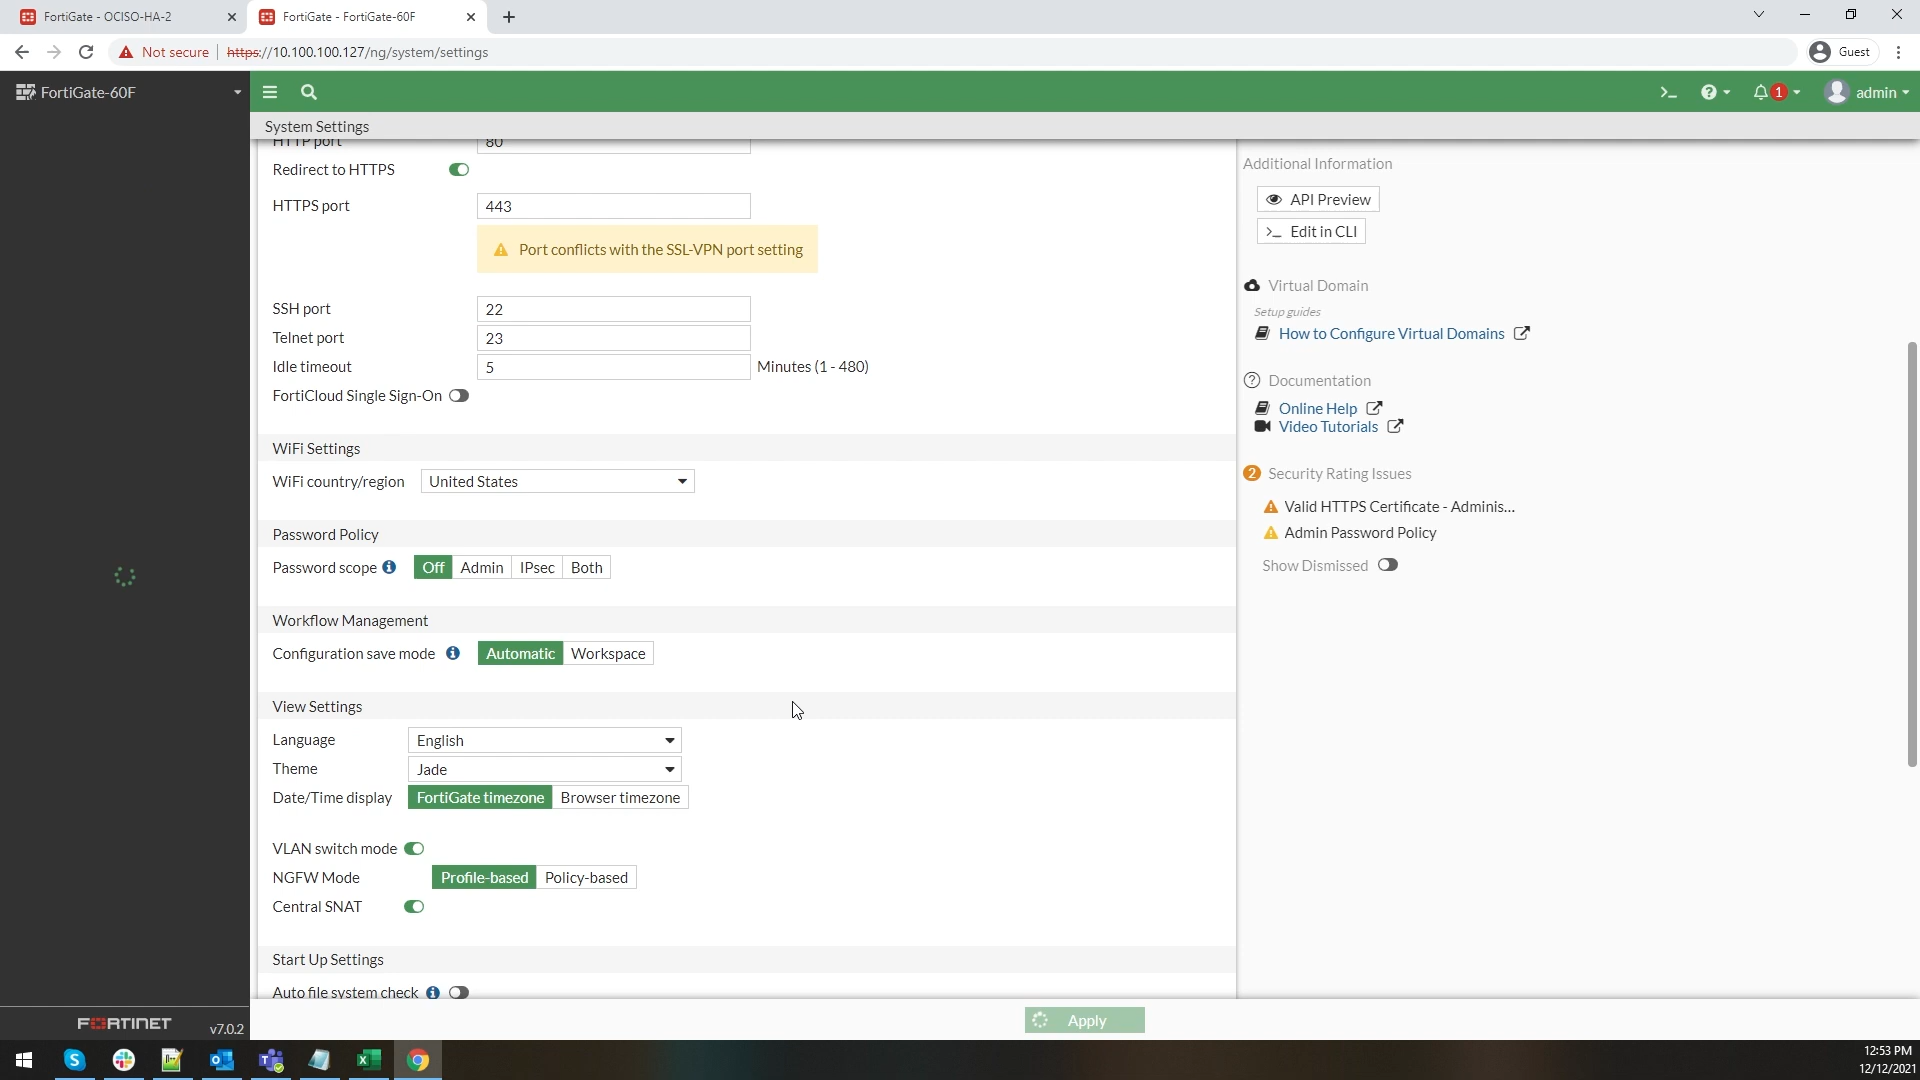 FortiGate - OCISO-HA-2
FortiGate - FortiGate-60F
Not secure
https://10.100.100.127/ng/system/settings
Guest
FortiGate-60F
1
admin
System Settings
HTTP port 80
Redirect to HTTPS
HTTPS port 443
Port conflicts with the SSL-VPN port setting
SSH port 22
Telnet port 23
Idle timeout 5 Minutes (1 - 480)
FortiCloud Single Sign-On
WiFi Settings
WiFi country/region United States
Password Policy
Password scope Off Admin IPsec Both
Workflow Management
Configuration save mode Automatic Workspace
View Settings
Language English
Theme Jade
Date/Time display FortiGate timezone Browser timezone
VLAN switch mode
NGFW Mode Profile-based Policy-based
Central SNAT
Start Up Settings
Auto file system check
Additional Information
API Preview
>_ Edit in CLI
Virtual Domain
Setup guides
How to Configure Virtual Domains
Documentation
Online Help
Video Tutorials
2 Security Rating Issues
Valid HTTPS Certificate - Adminis...
Admin Password Policy
Show Dismissed
FORTINET
v7.0.2
Apply
12:53 PM
12/12/2021